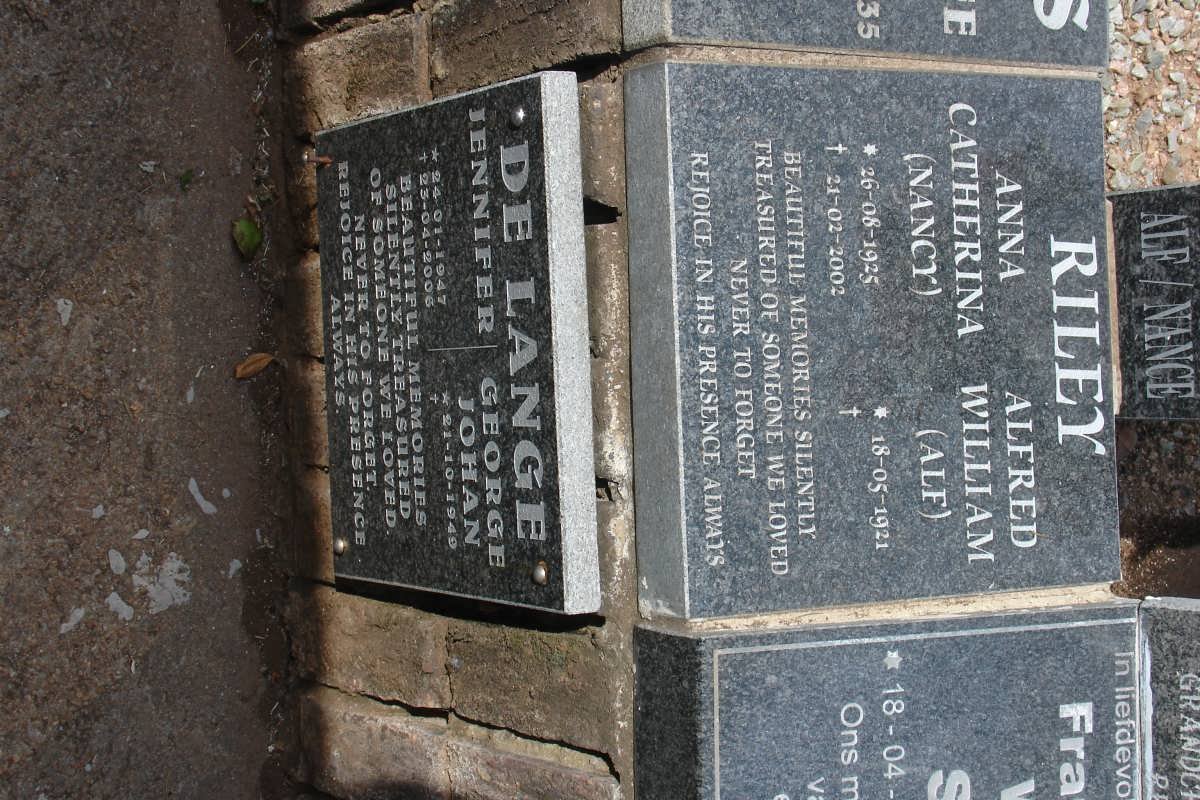 ALF / NANCE
RILEY
ANNA ALFRED
CATHERINA WILLIAM
(NANCY) (ALF)
★ 26-08-1925 ★ 18-05-1921
† 21-02-2002 †
BEAUTIFUL MEMORIES SILENTLY
TREASURED OF SOMEONE WE LOVED
NEVER TO FORGET
REJOICE IN HIS PRESENCE ALWAYS
DE LANGE
JENNIFER GEORGE
JOHAN
★ 24-01-1947 ★ 21-10-1949
† 23-04-2006 †
BEAUTIFUL MEMORIES
SILENTLY TREASURED
OF SOMEONE WE LOVED.
NEVER TO FORGET.
REJOICE IN HIS PRESENCE
ALWAYS.
S
E
35
In liefdevo
Fra
★ 18 - 04 -
Ons m